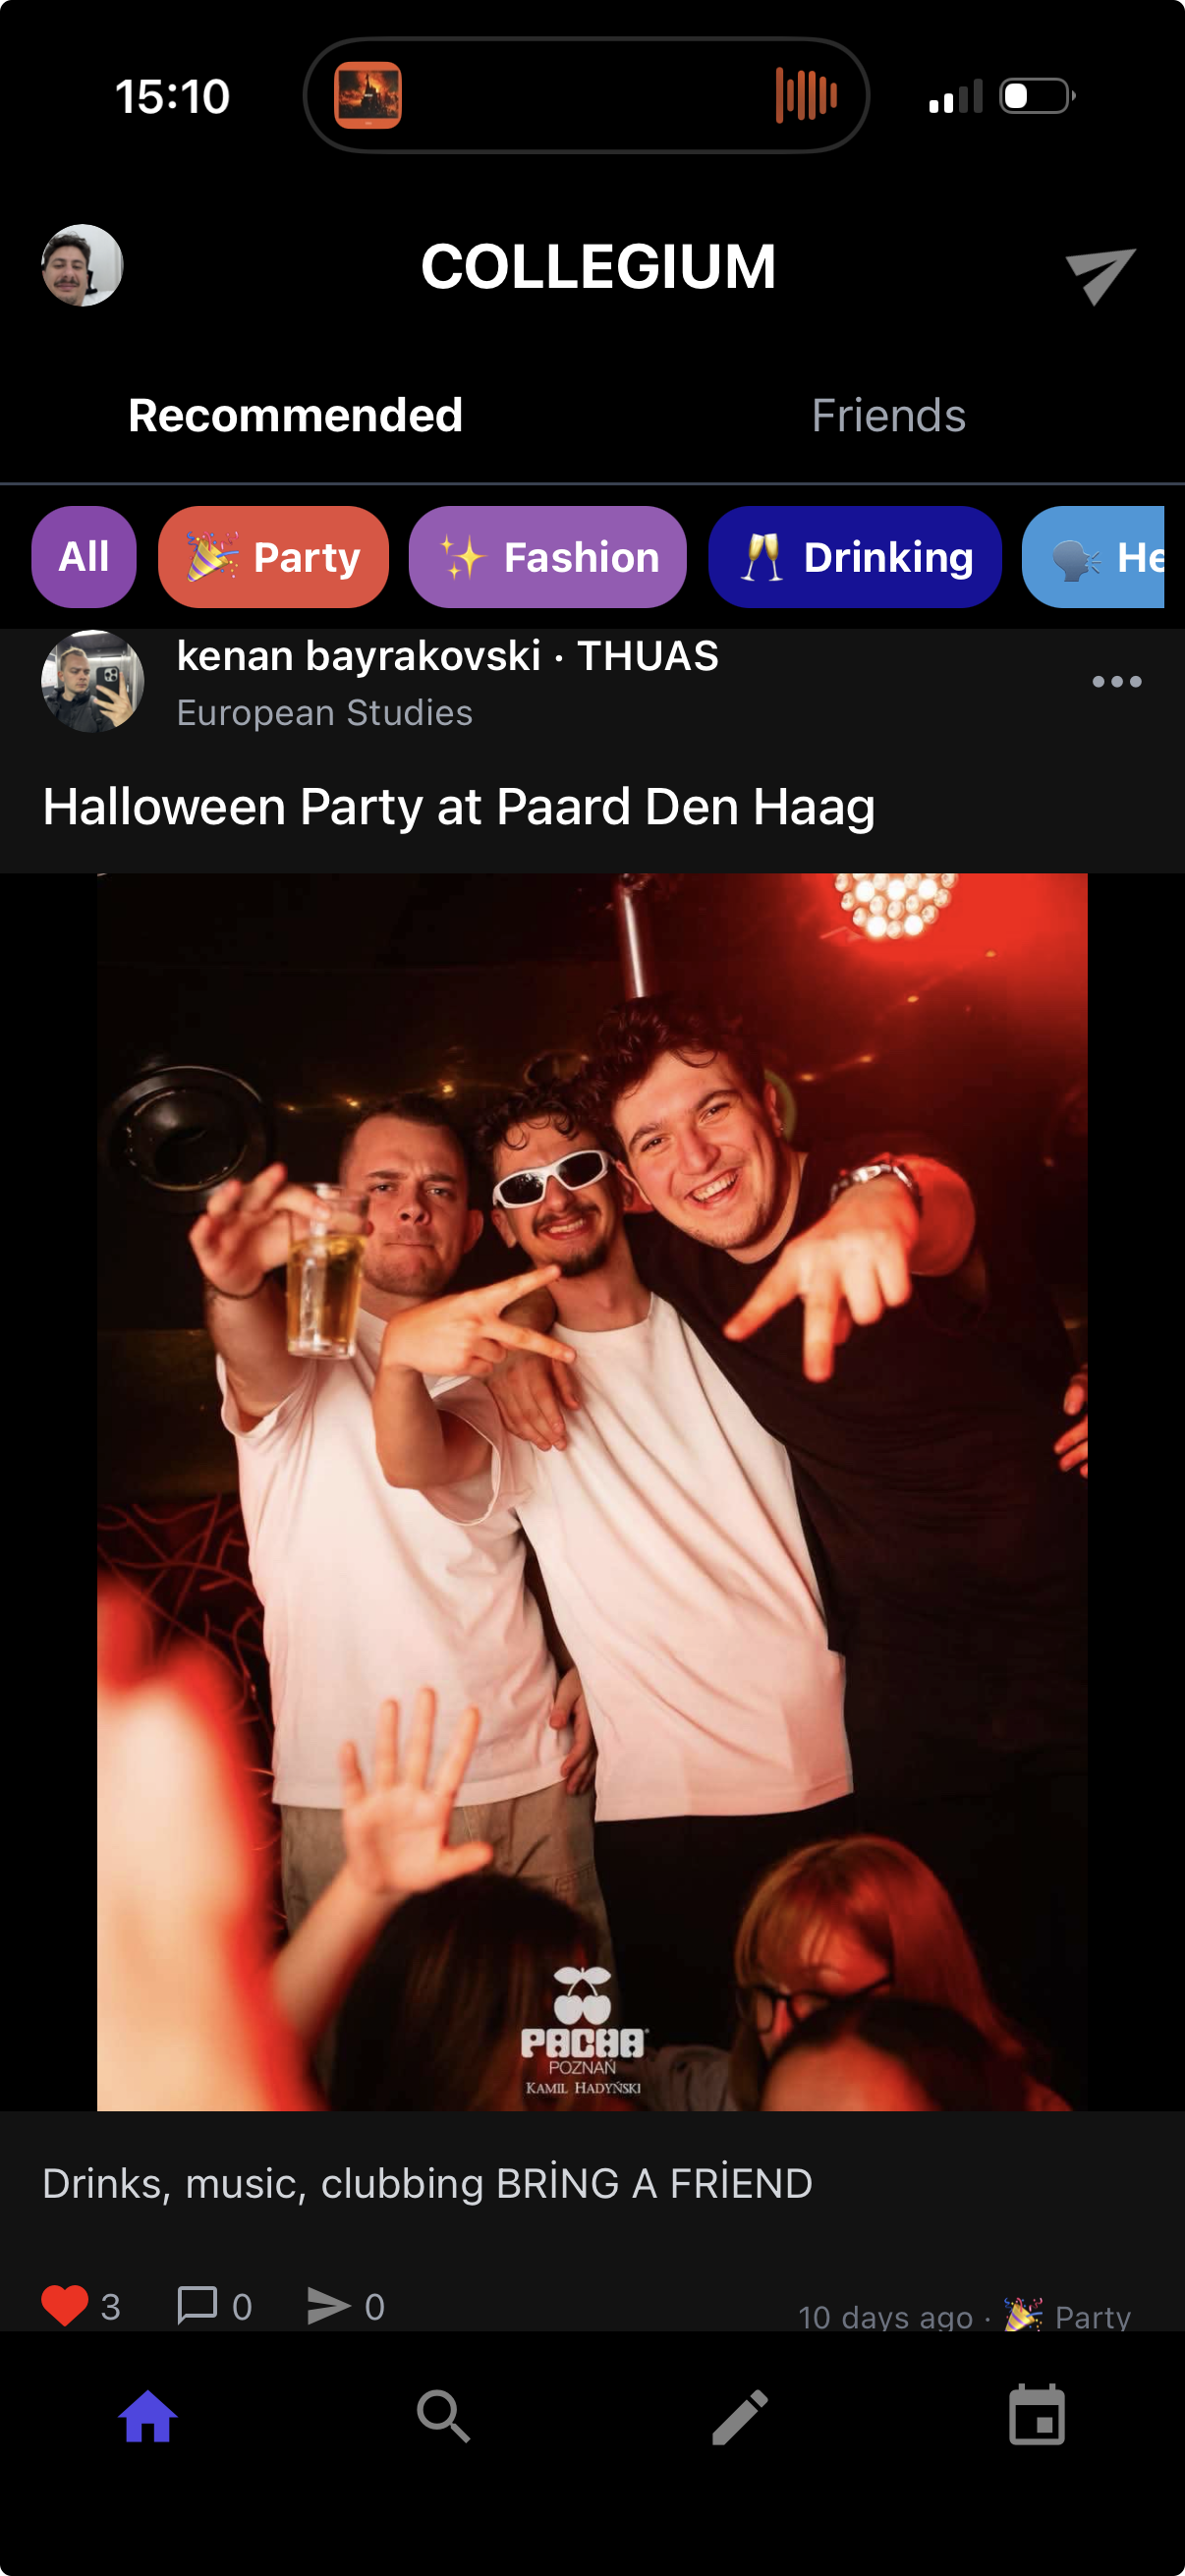 15:10
COLLEGIUM
Recommended
Friends
All
🎉 Party
✨ Fashion
🥂 Drinking
🗣️ He
kenan bayrakovski · THUAS
European Studies
Halloween Party at Paard Den Haag
PACHA
POZNAŃ
KAMIL HADYŃSKI
Drinks, music, clubbing BRİNG A FRİEND
3
0
0
10 days ago · 🎉 Party